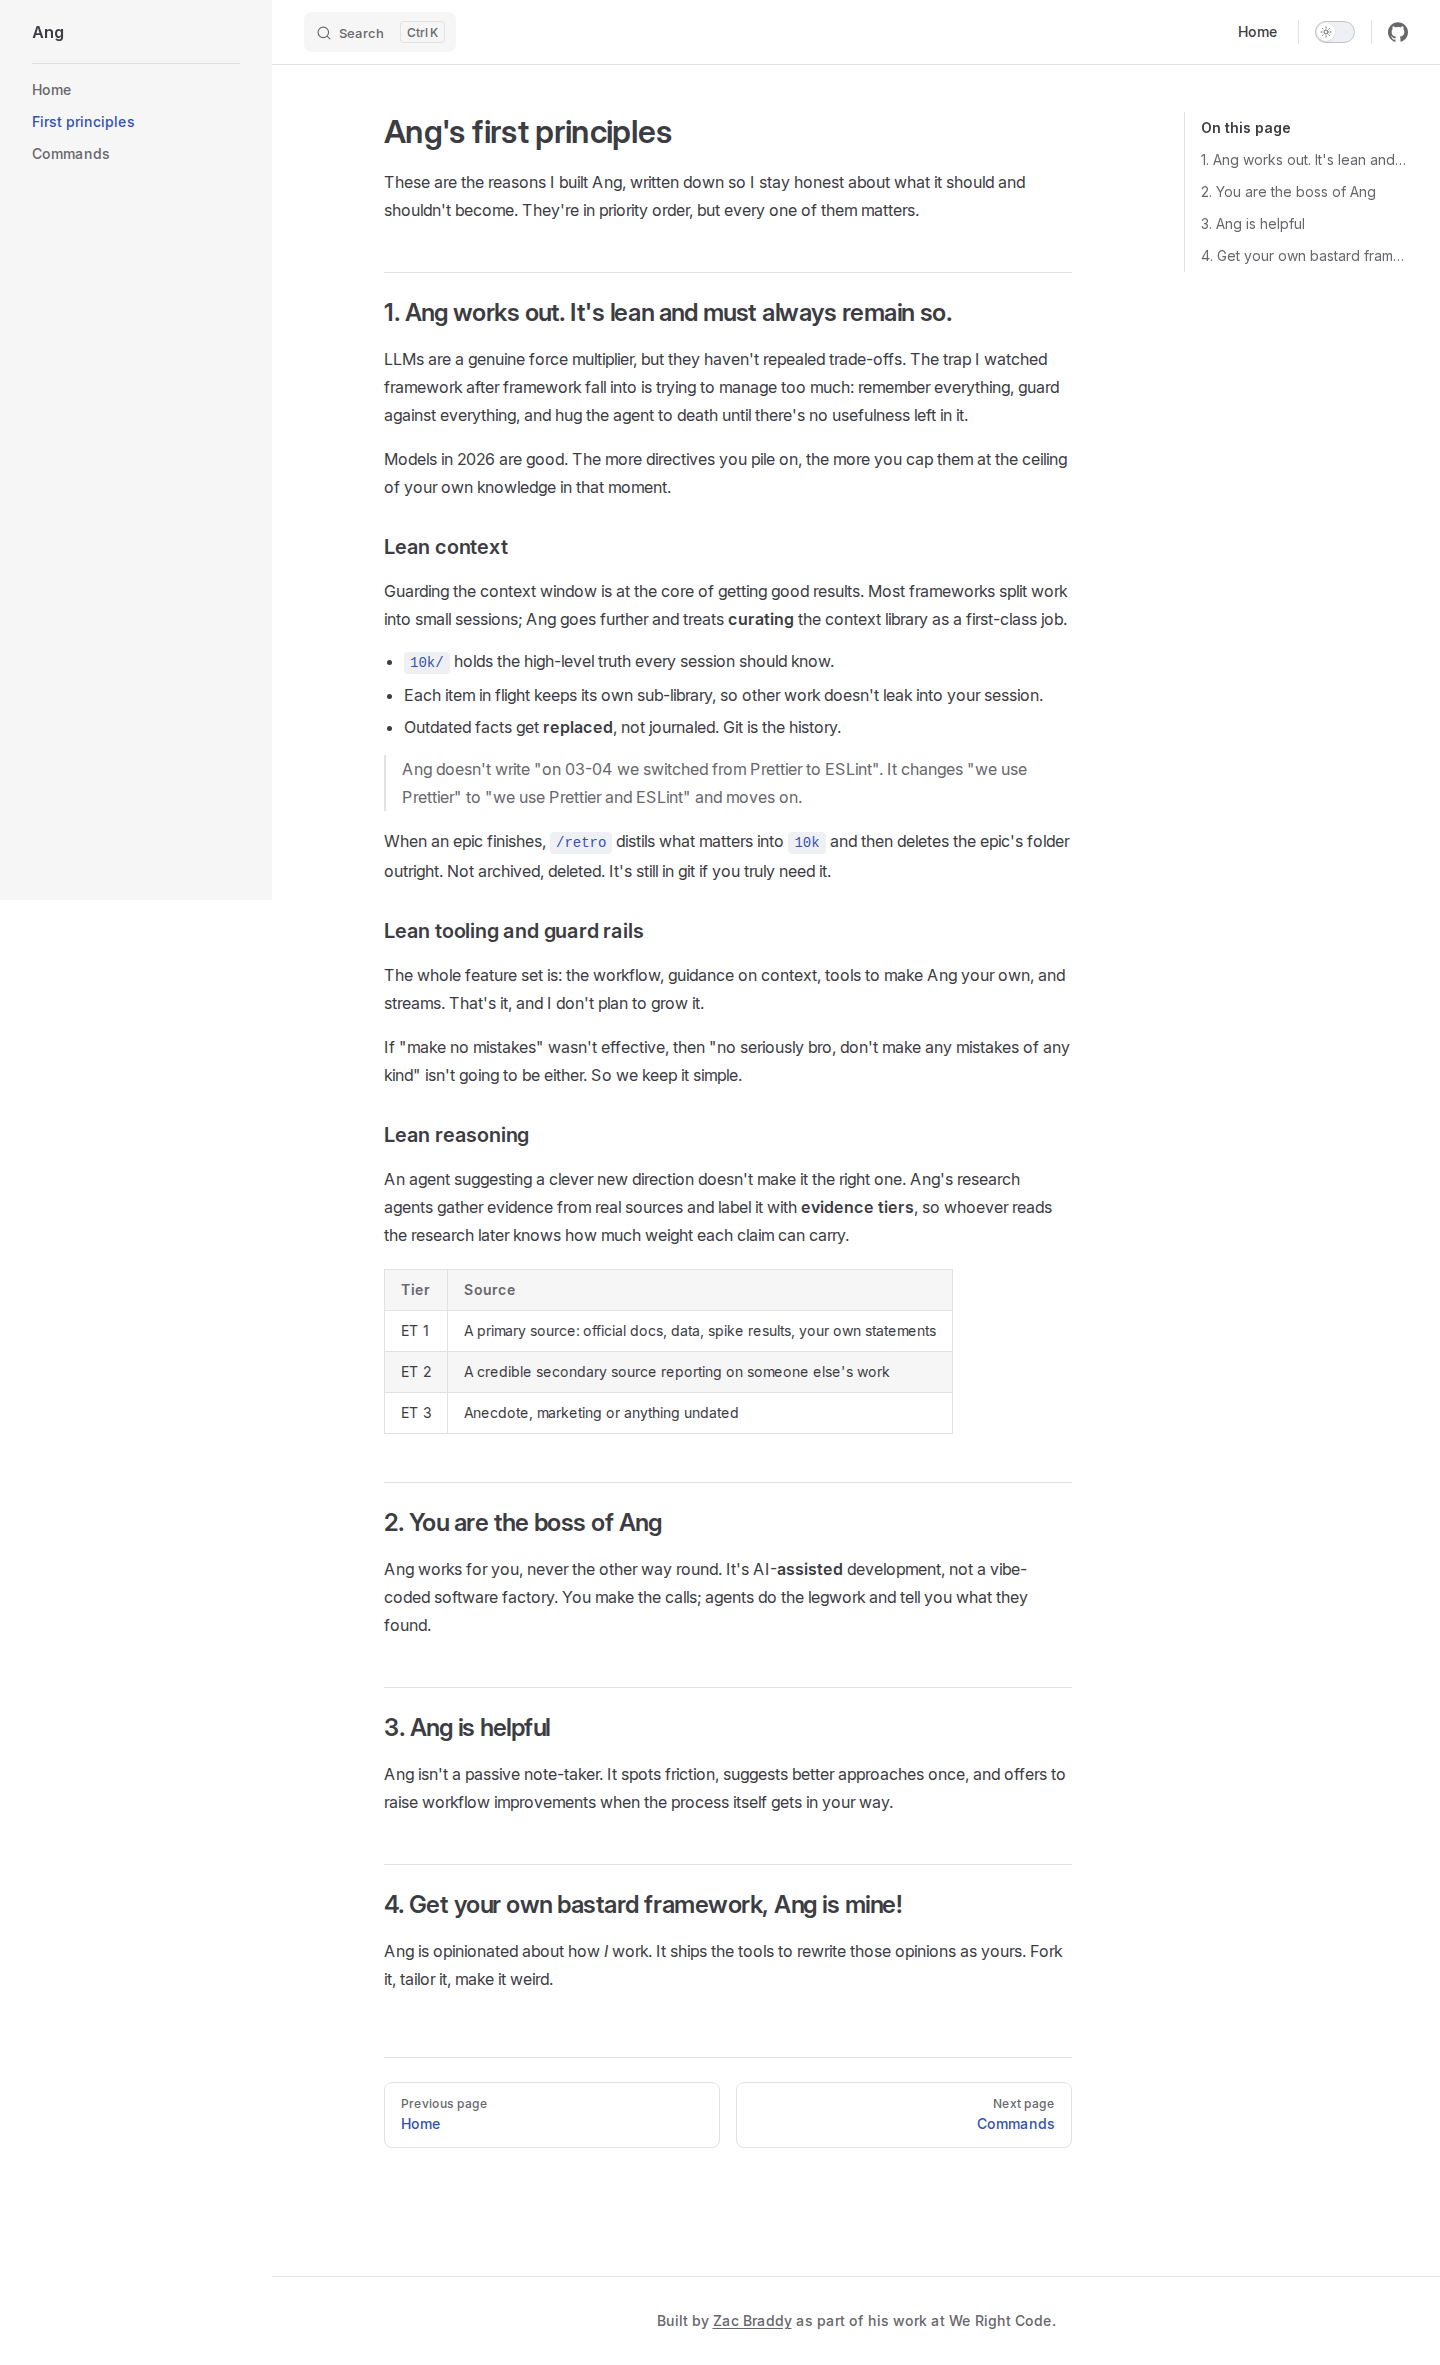 Ang
Home
First principles
Commands
Search Ctrl K
Home
Ang's first principles
These are the reasons I built Ang, written down so I stay honest about what it should and
shouldn't become. They're in priority order, but every one of them matters.
On this page
1. Ang works out. It's lean and...
2. You are the boss of Ang
3. Ang is helpful
4. Get your own bastard fram...
1. Ang works out. It's lean and must always remain so.
LLMs are a genuine force multiplier, but they haven't repealed trade-offs. The trap I watched
framework after framework fall into is trying to manage too much: remember everything, guard
against everything, and hug the agent to death until there's no usefulness left in it.
Models in 2026 are good. The more directives you pile on, the more you cap them at the ceiling
of your own knowledge in that moment.
Lean context
Guarding the context window is at the core of getting good results. Most frameworks split work
into small sessions; Ang goes further and treats curating the context library as a first-class job.
• 10k/ holds the high-level truth every session should know.
• Each item in flight keeps its own sub-library, so other work doesn't leak into your session.
• Outdated facts get replaced, not journaled. Git is the history.
Ang doesn't write "on 03-04 we switched from Prettier to ESLint". It changes "we use
Prettier" to "we use Prettier and ESLint" and moves on.
When an epic finishes, /retro distils what matters into 10k and then deletes the epic's folder
outright. Not archived, deleted. It's still in git if you truly need it.
Lean tooling and guard rails
The whole feature set is: the workflow, guidance on context, tools to make Ang your own, and
streams. That's it, and I don't plan to grow it.
If "make no mistakes" wasn't effective, then "no seriously bro, don't make any mistakes of any
kind" isn't going to be either. So we keep it simple.
Lean reasoning
An agent suggesting a clever new direction doesn't make it the right one. Ang's research
agents gather evidence from real sources and label it with evidence tiers, so whoever reads
the research later knows how much weight each claim can carry.
Tier Source
ET 1 A primary source: official docs, data, spike results, your own statements
ET 2 A credible secondary source reporting on someone else's work
ET 3 Anecdote, marketing or anything undated
2. You are the boss of Ang
Ang works for you, never the other way round. It's AI-assisted development, not a vibe-
coded software factory. You make the calls; agents do the legwork and tell you what they
found.
3. Ang is helpful
Ang isn't a passive note-taker. It spots friction, suggests better approaches once, and offers to
raise workflow improvements when the process itself gets in your way.
4. Get your own bastard framework, Ang is mine!
Ang is opinionated about how I work. It ships the tools to rewrite those opinions as yours. Fork
it, tailor it, make it weird.
Previous page
Home
Next page
Commands
Built by Zac Braddy as part of his work at We Right Code.